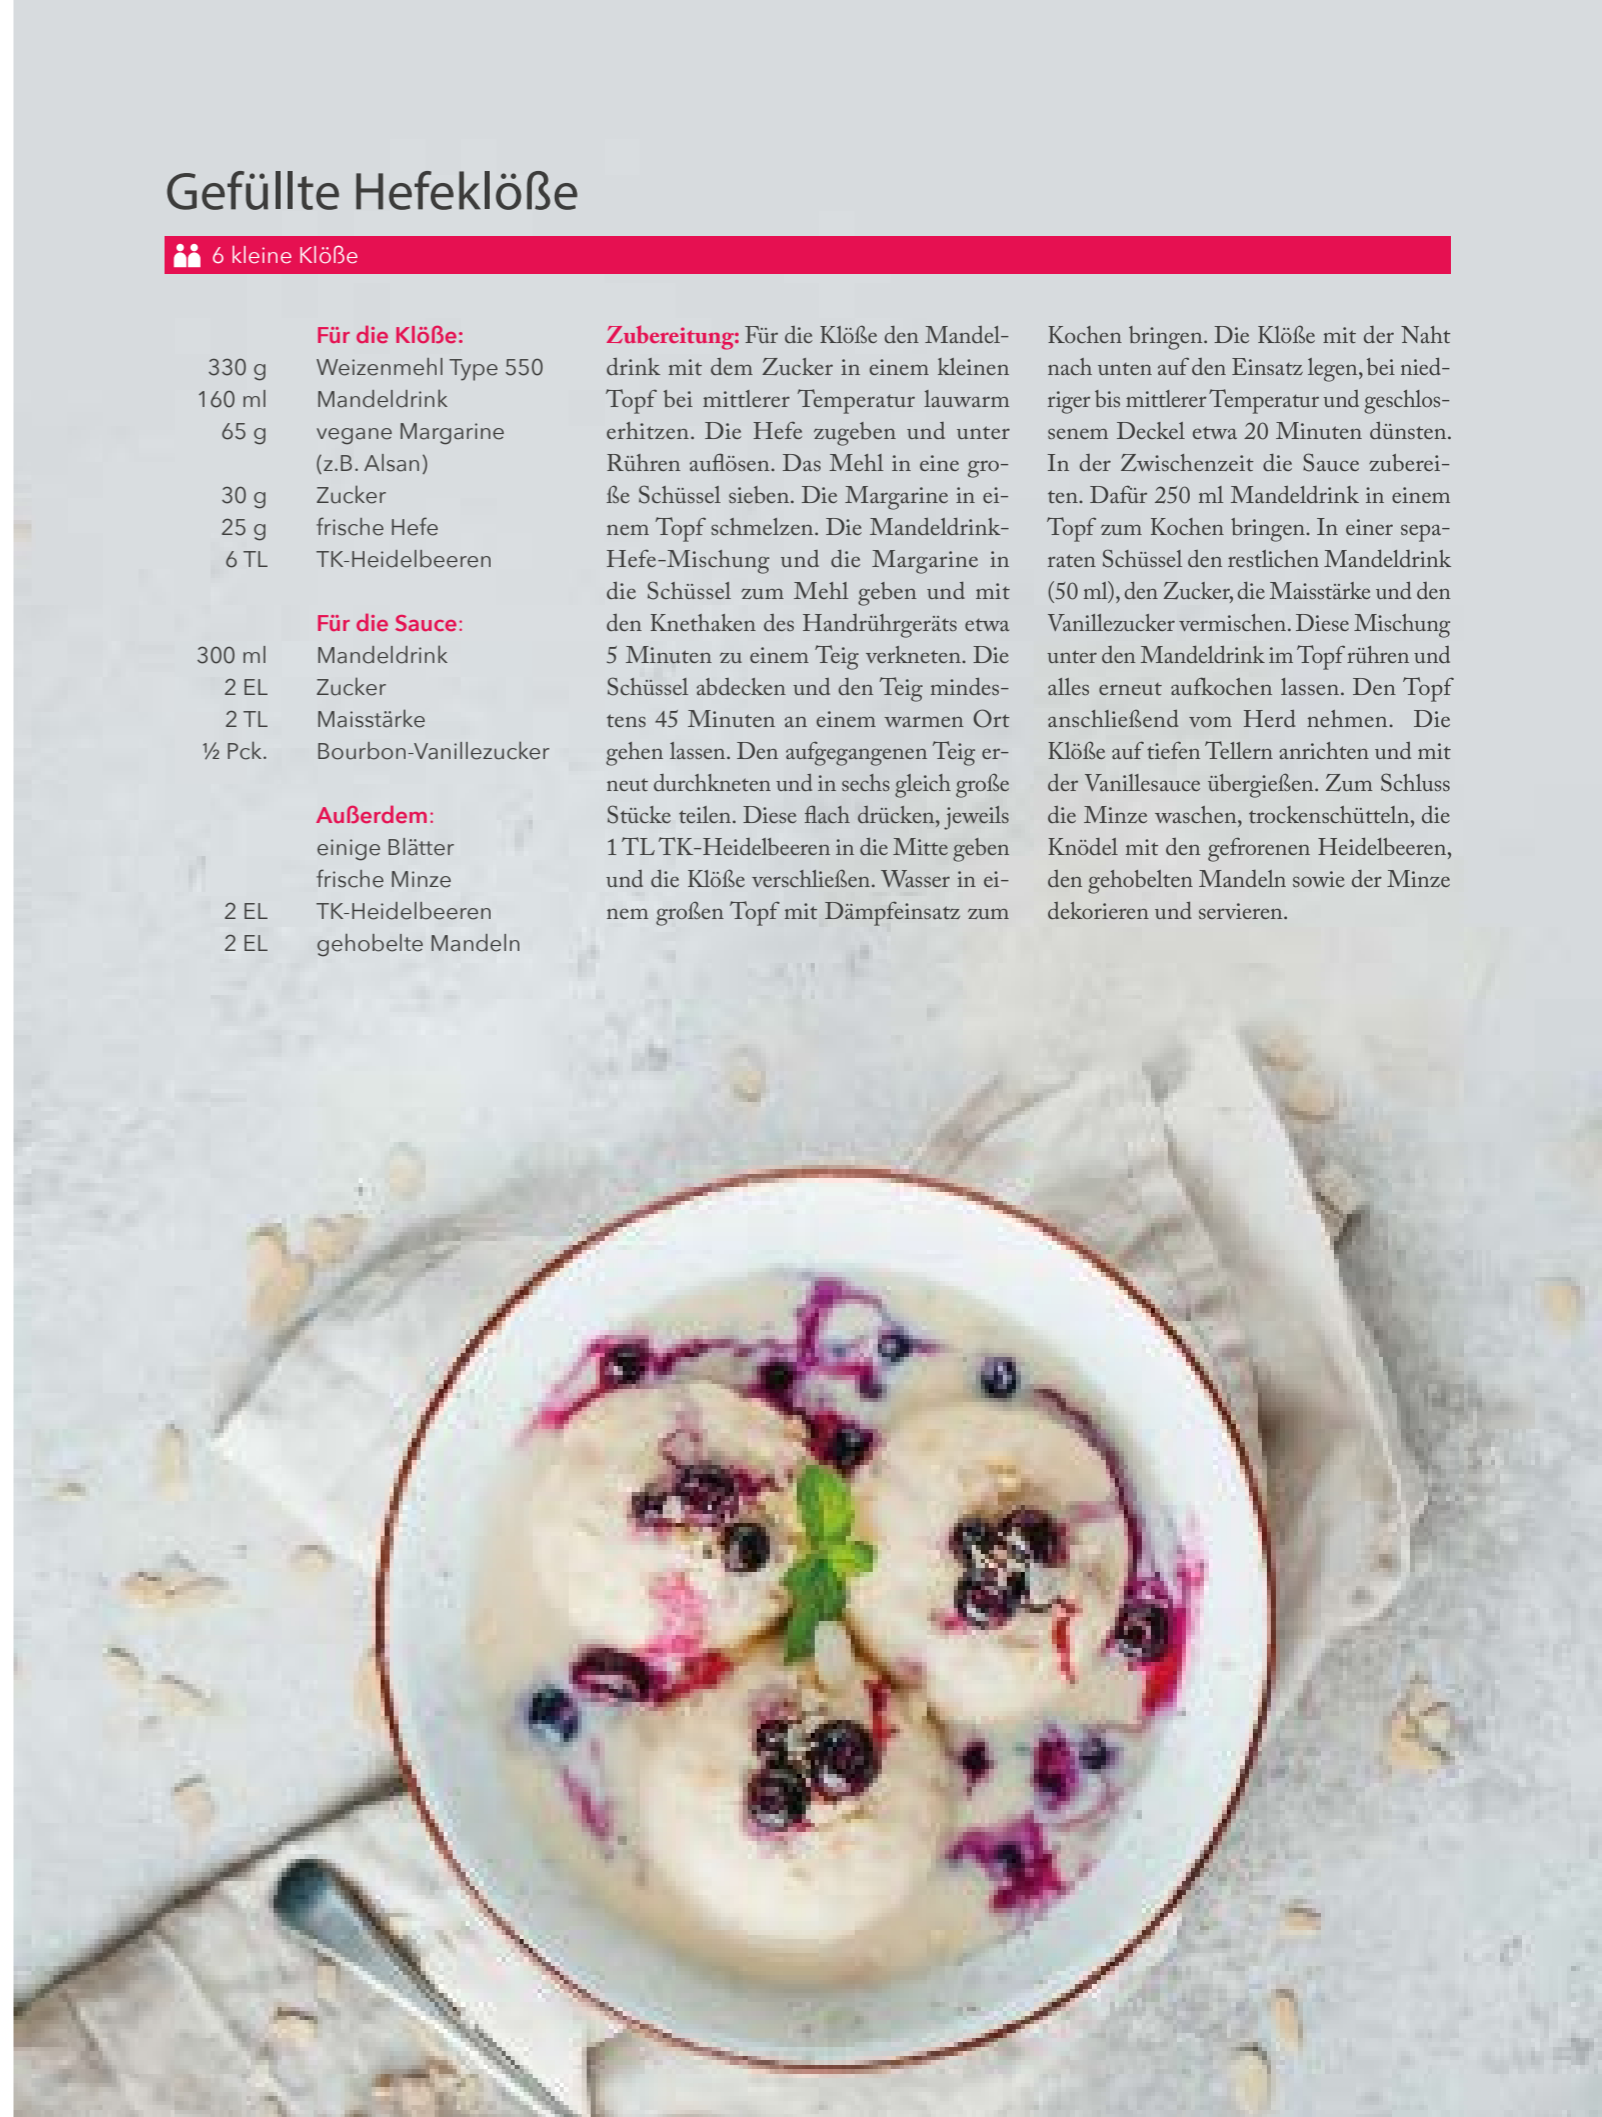 Gefüllte Hefeklöße
6 kleine Klöße
Für die Klöße:
330 g Weizenmehl Type 550
160 ml Mandeldrink
65 g vegane Margarine
(z.B. Alsan)
30 g Zucker
25 g frische Hefe
6 TL TK-Heidelbeeren
Für die Sauce:
300 ml Mandeldrink
2 EL Zucker
2 TL Maisstärke
½ Pck. Bourbon-Vanillezucker
Außerdem:
einige Blätter
frische Minze
2 EL TK-Heidelbeeren
2 EL gehobelte Mandeln
Zubereitung: Für die Klöße den Mandel-
drink mit dem Zucker in einem kleinen
Topf bei mittlerer Temperatur lauwarm
erhitzen. Die Hefe zugeben und unter
Rühren auflösen. Das Mehl in eine gro-
ße Schüssel sieben. Die Margarine in ei-
nem Topf schmelzen. Die Mandeldrink-
Hefe-Mischung und die Margarine in
die Schüssel zum Mehl geben und mit
den Knethaken des Handrührgeräts etwa
5 Minuten zu einem Teig verkneten. Die
Schüssel abdecken und den Teig mindes-
tens 45 Minuten an einem warmen Ort
gehen lassen. Den aufgegangenen Teig er-
neut durchkneten und in sechs gleich große
Stücke teilen. Diese flach drücken, jeweils
1 TL TK-Heidelbeeren in die Mitte geben
und die Klöße verschließen. Wasser in ei-
nem großen Topf mit Dämpfeinsatz zum
Kochen bringen. Die Klöße mit der Naht
nach unten auf den Einsatz legen, bei nied-
riger bis mittlerer Temperatur und geschlos-
senem Deckel etwa 20 Minuten dünsten.
In der Zwischenzeit die Sauce zuberei-
ten. Dafür 250 ml Mandeldrink in einem
Topf zum Kochen bringen. In einer sepa-
raten Schüssel den restlichen Mandeldrink
(50 ml), den Zucker, die Maisstärke und den
Vanillezucker vermischen. Diese Mischung
unter den Mandeldrink im Topf rühren und
alles erneut aufkochen lassen. Den Topf
anschließend vom Herd nehmen. Die
Klöße auf tiefen Tellern anrichten und mit
der Vanillesauce übergießen. Zum Schluss
die Minze waschen, trockenschütteln, die
Knödel mit den gefrorenen Heidelbeeren,
den gehobelten Mandeln sowie der Minze
dekorieren und servieren.